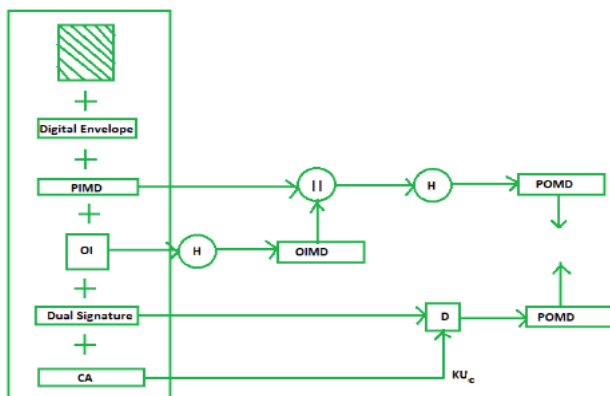 Digital Envelope
PIMD
||
H
POMD
OI
H
OIMD
Dual Signature
D
POMD
CA
KUc